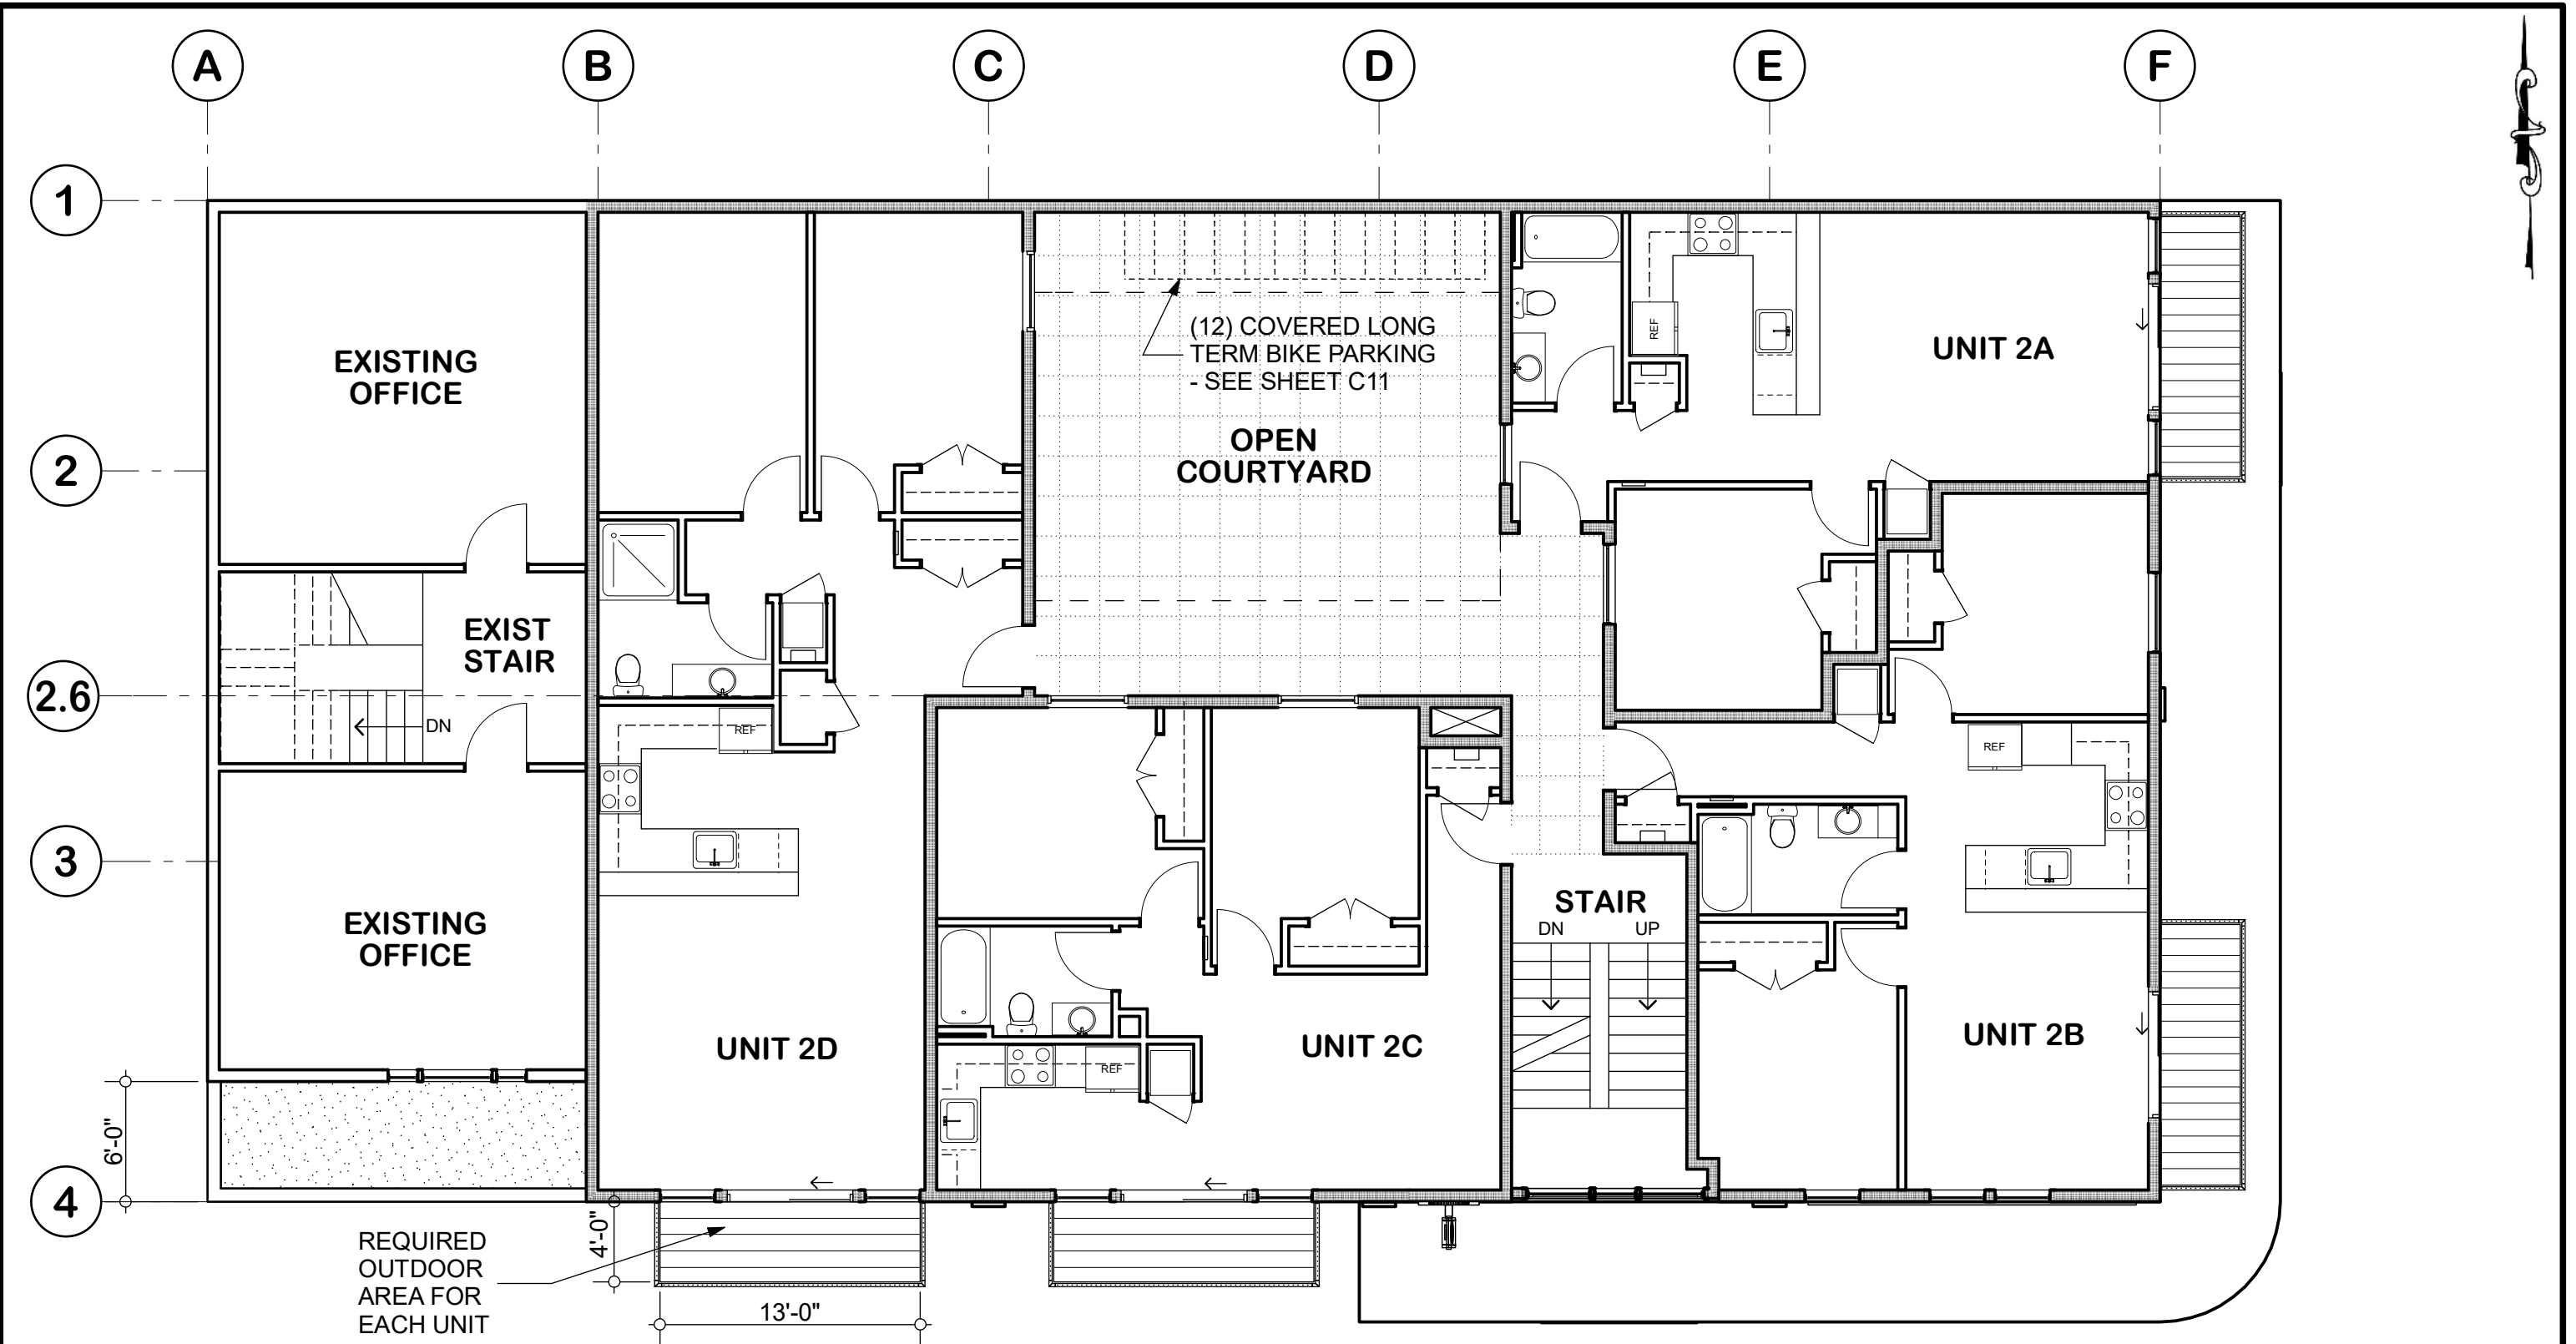 A
B
C
D
E
F
1
2
2.6
3
4
EXISTING
OFFICE
(12) COVERED LONG
TERM BIKE PARKING
- SEE SHEET C11
OPEN
COURTYARD
REF
UNIT 2A
EXIST
STAIR
DN
REF
REF
EXISTING
OFFICE
STAIR
DN
UP
UNIT 2D
UNIT 2C
UNIT 2B
REF
6'-0"
4'-0"
REQUIRED
OUTDOOR
AREA FOR
EACH UNIT
13'-0"